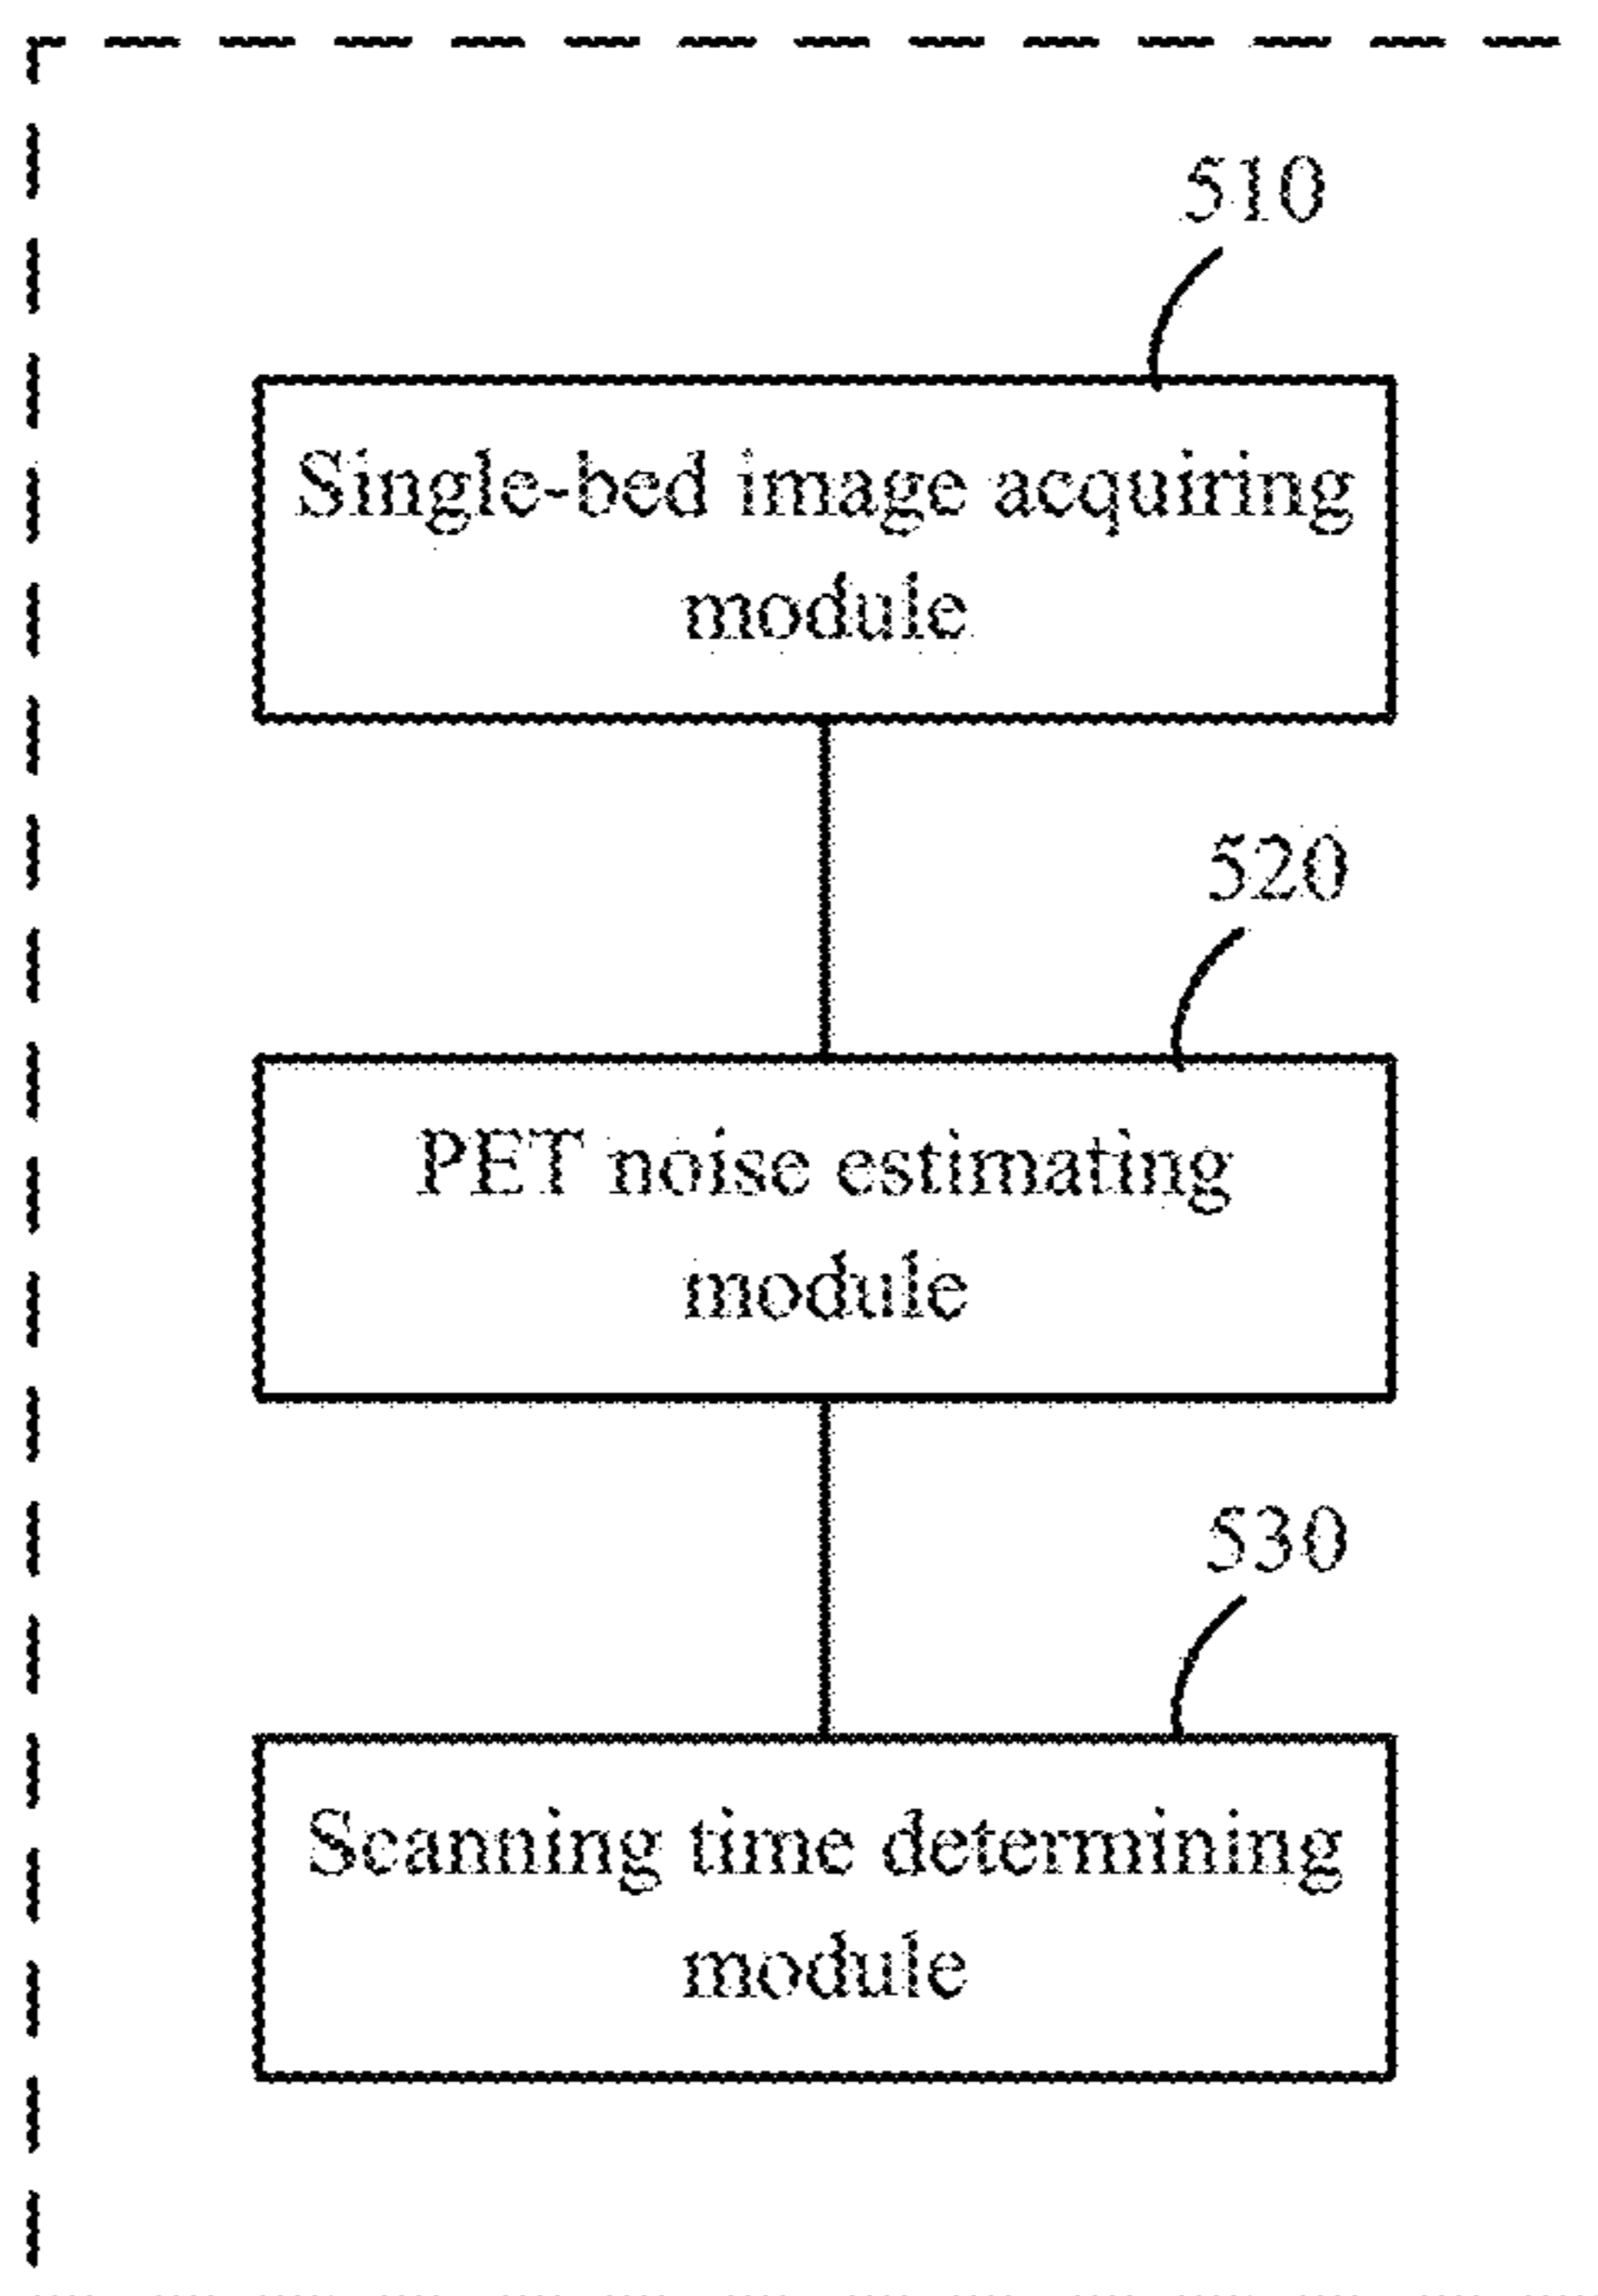 510
Single-bed image acquiring
module
520
PET noise estimating
module
530
Scanning time determining
module